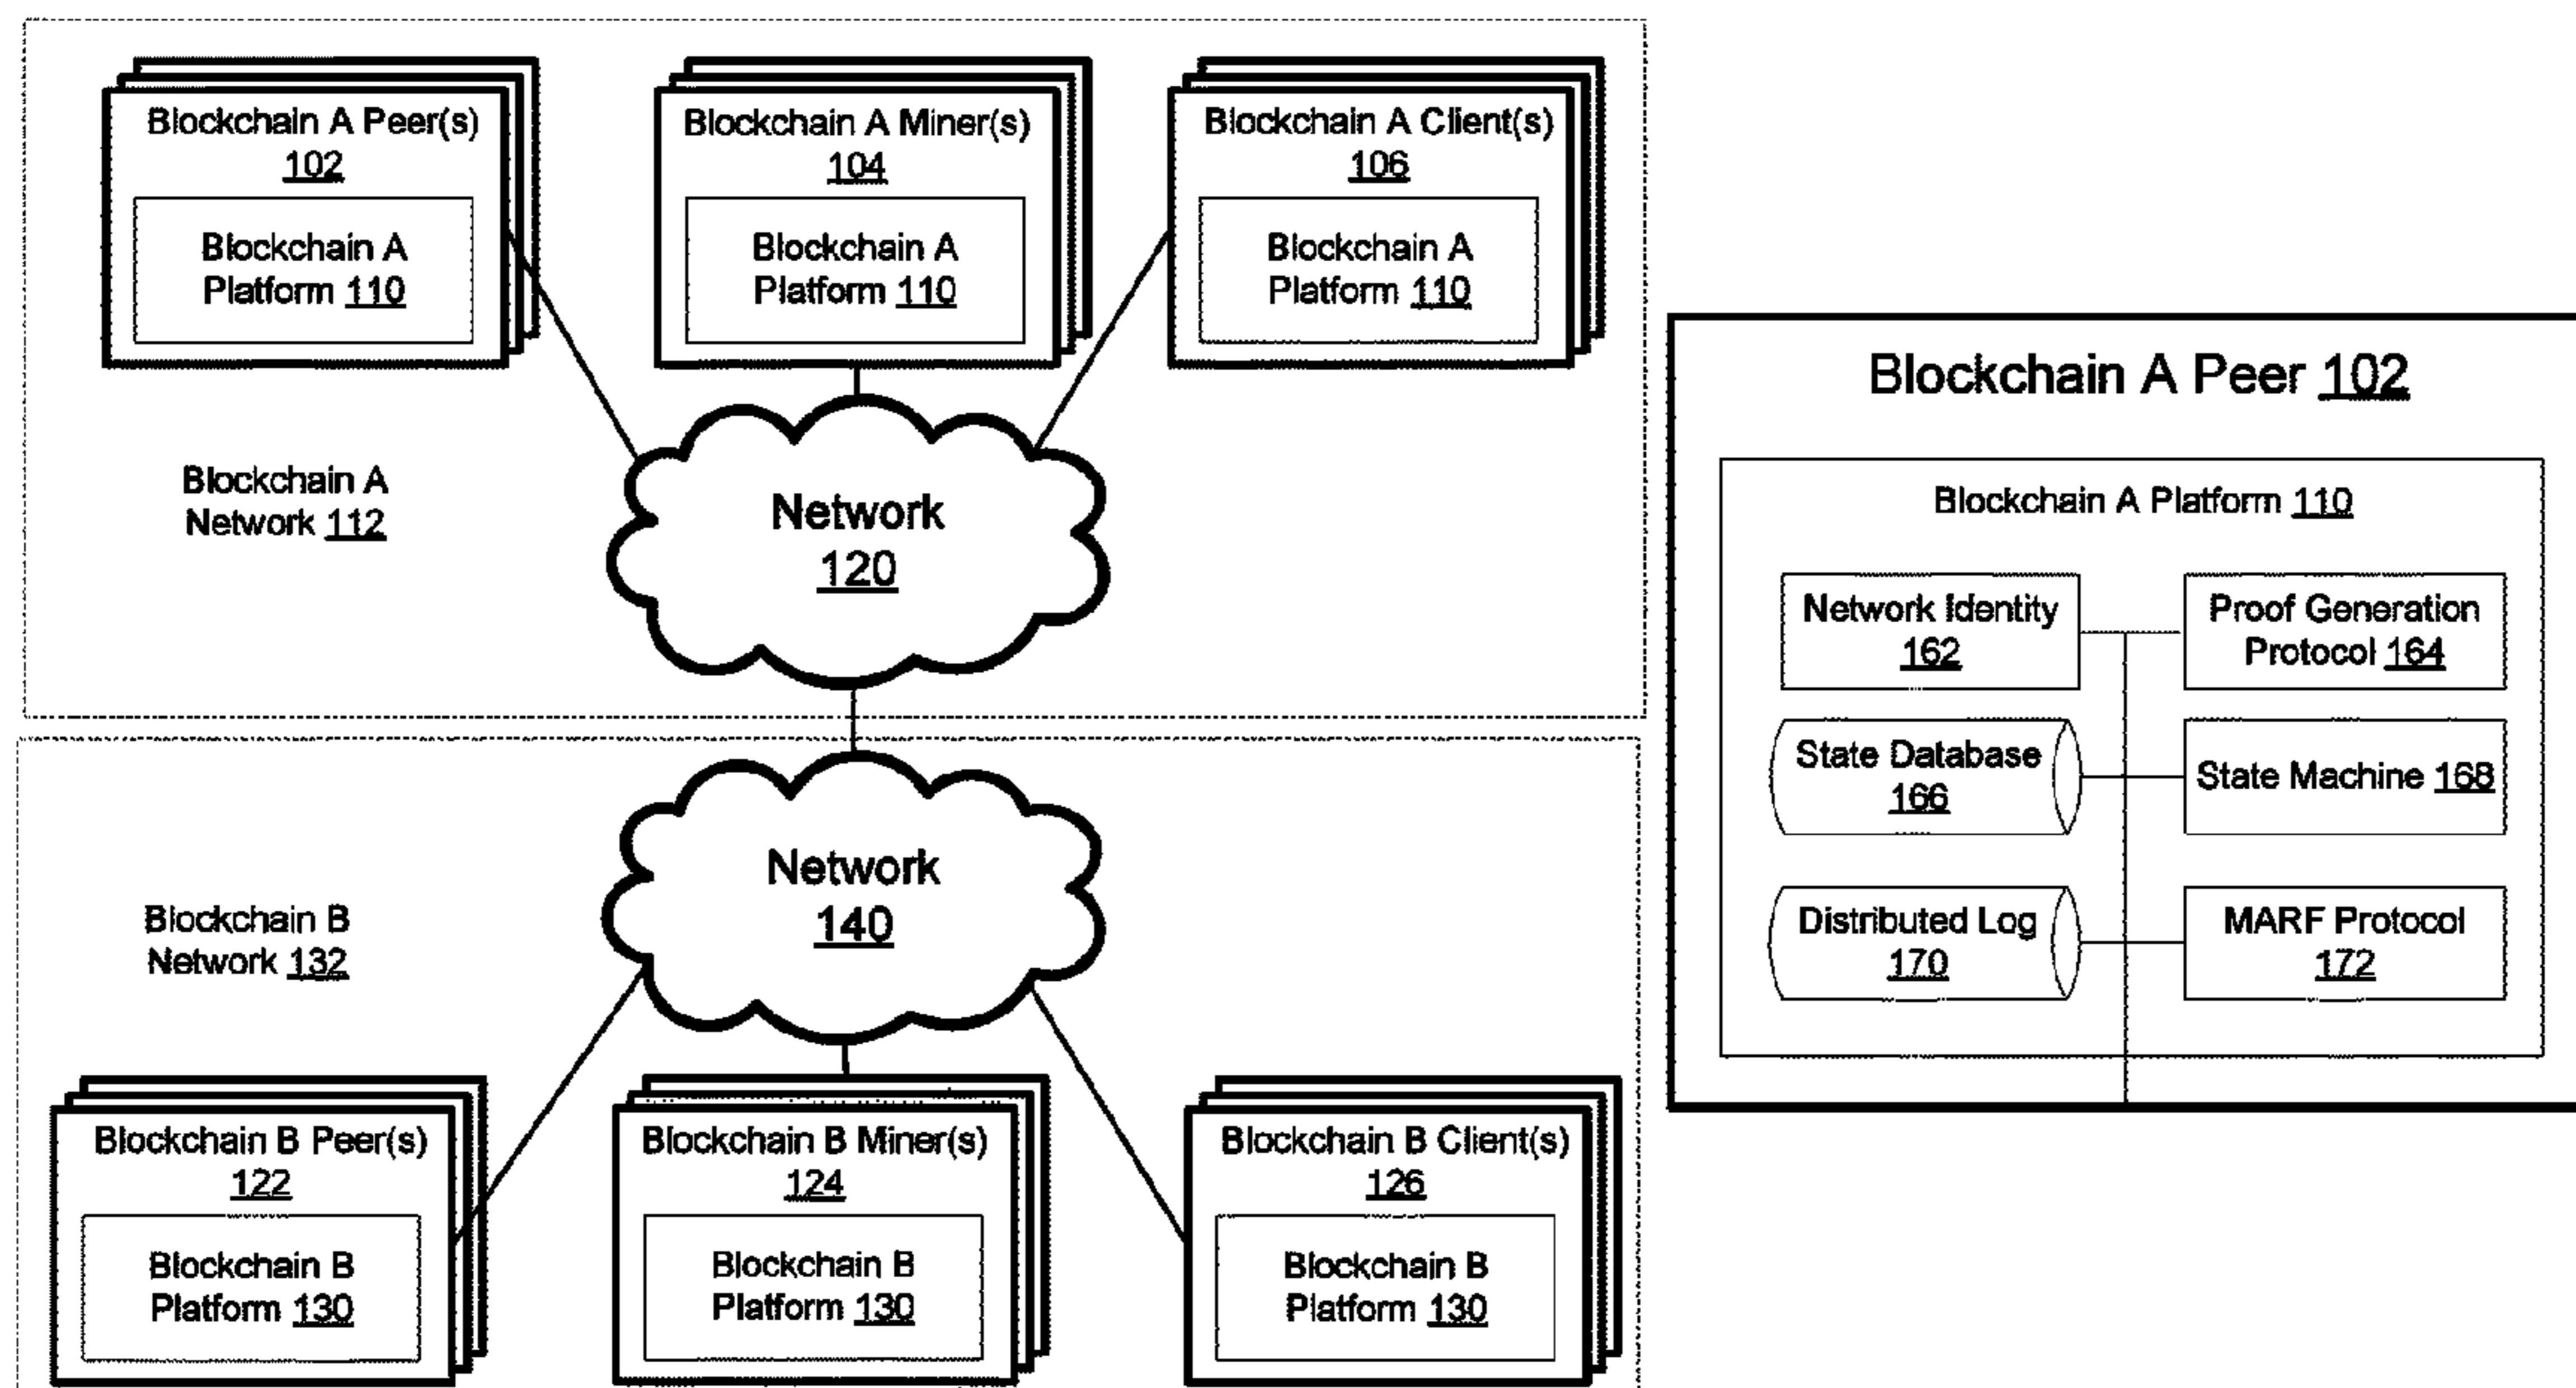 Blockchain A Peer(s)
102
Blockchain A
Platform 110
Blockchain A Miner(s)
104
Blockchain A
Platform 110
Blockchain A Client(s)
106
Blockchain A
Platform 110
Blockchain A
Network 112
Network
120
Network
140
Blockchain B
Network 132
Blockchain B Peer(s)
122
Blockchain B
Platform 130
Blockchain B Miner(s)
124
Blockchain B
Platform 130
Blockchain B Client(s)
126
Blockchain B
Platform 130
Blockchain A Peer 102
Blockchain A Platform 110
Network Identity
162
Proof Generation
Protocol 164
State Database
166
State Machine 168
Distributed Log
170
MARF Protocol
172